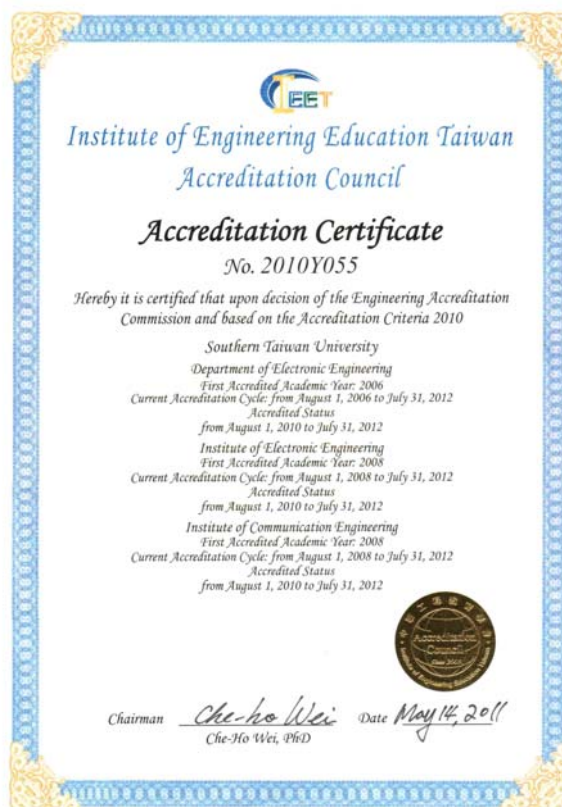 IEET
Institute of Engineering Education Taiwan
Accreditation Council
Accreditation Certificate
No. 2010Y055
Hereby it is certified that upon decision of the Engineering Accreditation
Commission and based on the Accreditation Criteria 2010
Southern Taiwan University
Department of Electronic Engineering
First Accredited Academic Year: 2006
Current Accreditation Cycle: from August 1, 2006 to July 31, 2012
Accredited Status
from August 1, 2010 to July 31, 2012
Institute of Electronic Engineering
First Accredited Academic Year: 2008
Current Accreditation Cycle: from August 1, 2008 to July 31, 2012
Accredited Status
from August 1, 2010 to July 31, 2012
Institute of Communication Engineering
First Accredited Academic Year: 2008
Current Accreditation Cycle: from August 1, 2008 to July 31, 2012
Accredited Status
from August 1, 2010 to July 31, 2012
Accreditation
Council
Institute of Engineering Education Taiwan
Chairman Che-ho Wei Date May 14, 2011
Che-Ho Wei, PhD